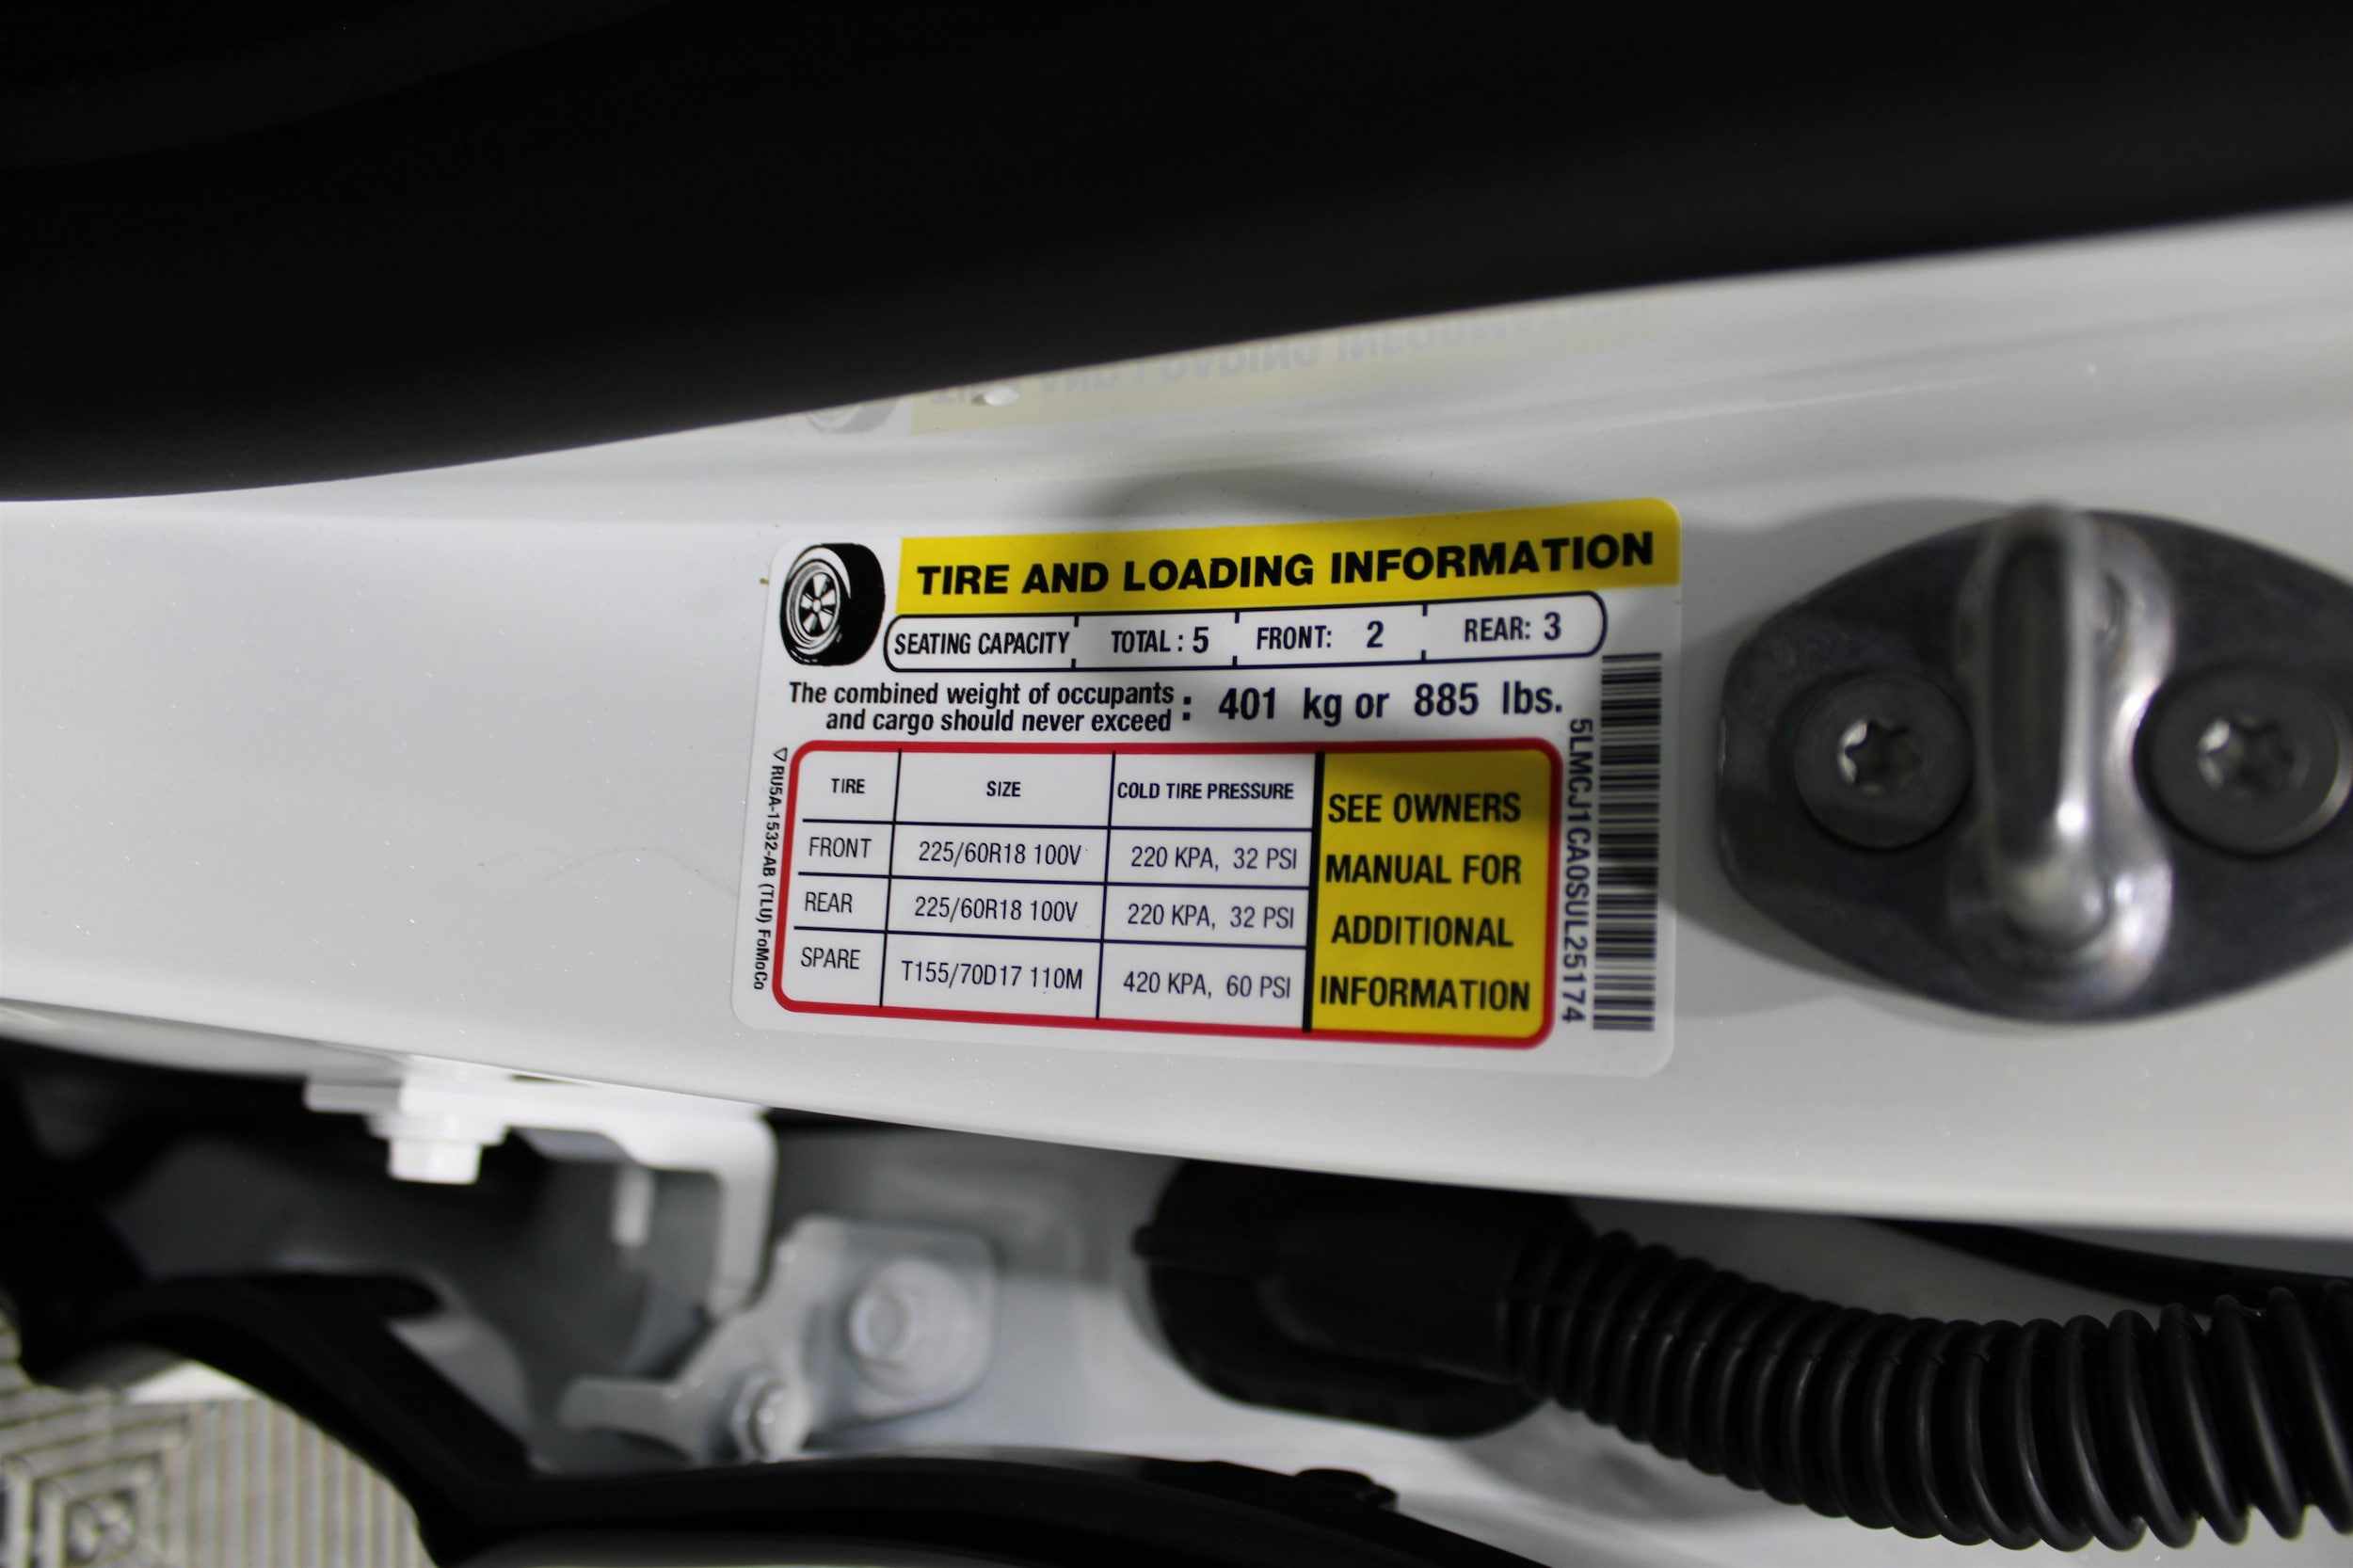 TIRE AND LOADING INFORMATION
SEATING CAPACITY TOTAL : 5 FRONT: 2 REAR: 3
The combined weight of occupants
and cargo should never exceed : 401 kg or 885 lbs.
TIRE SIZE COLD TIRE PRESSURE
FRONT 225/60R18 100V 220 KPA, 32 PSI
REAR 225/60R18 100V 220 KPA, 32 PSI
SPARE T155/70D17 110M 420 KPA, 60 PSI
SEE OWNERS
MANUAL FOR
ADDITIONAL
INFORMATION
5LMCJ1CA0SUL25174
RU5A-1532-AB (TLU) FoMoCo